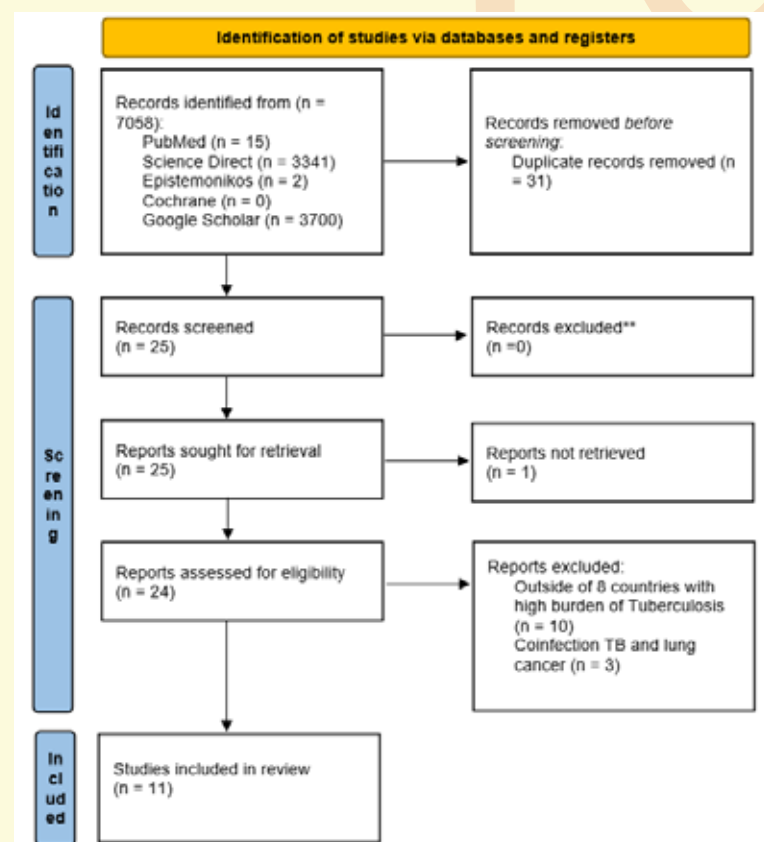 Identification of studies via databases and registers
Id
en
tifi
ca
tio
n
Records identified from (n =
7058):
PubMed (n = 15)
Science Direct (n = 3341)
Epistemonikos (n = 2)
Cochrane (n = 0)
Google Scholar (n = 3700)
Records removed before
screening:
Duplicate records removed (n
= 31)
Sc
re
en
in
g
Records screened
(n = 25)
Records excluded**
(n =0)
Reports sought for retrieval
(n = 25)
Reports not retrieved
(n = 1)
Reports assessed for eligibility
(n = 24)
Reports excluded:
Outside of 8 countries with
high burden of Tuberculosis
(n = 10)
Coinfection TB and lung
cancer (n = 3)
In
cl
ud
ed
Studies included in review
(n = 11)